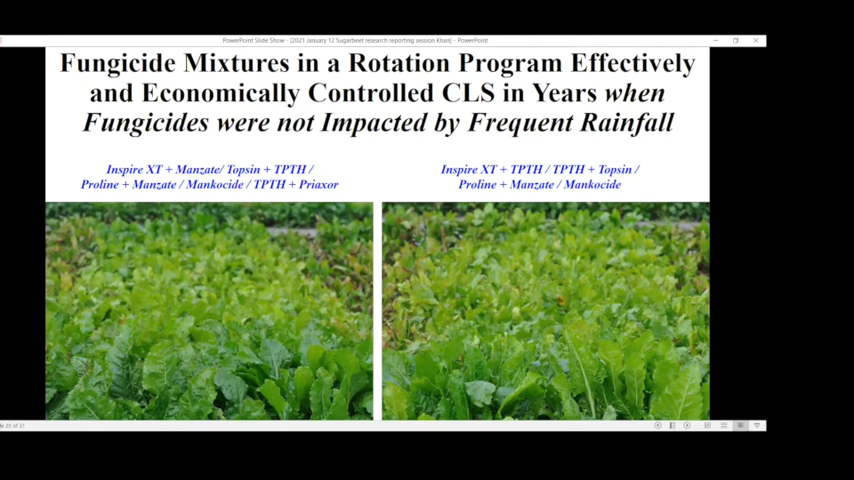 PowerPoint Slide Show - [2021 January 12 Sugarbeet research reporting session Khan] - PowerPoint
Fungicide Mixtures in a Rotation Program Effectively
and Economically Controlled CLS in Years when
Fungicides were not Impacted by Frequent Rainfall
Inspire XT + Manzate/ Topsin + TPTH /
Proline + Manzate / Mankocide / TPTH + Priaxor
Inspire XT + TPTH / TPTH + Topsin /
Proline + Manzate / Mankocide